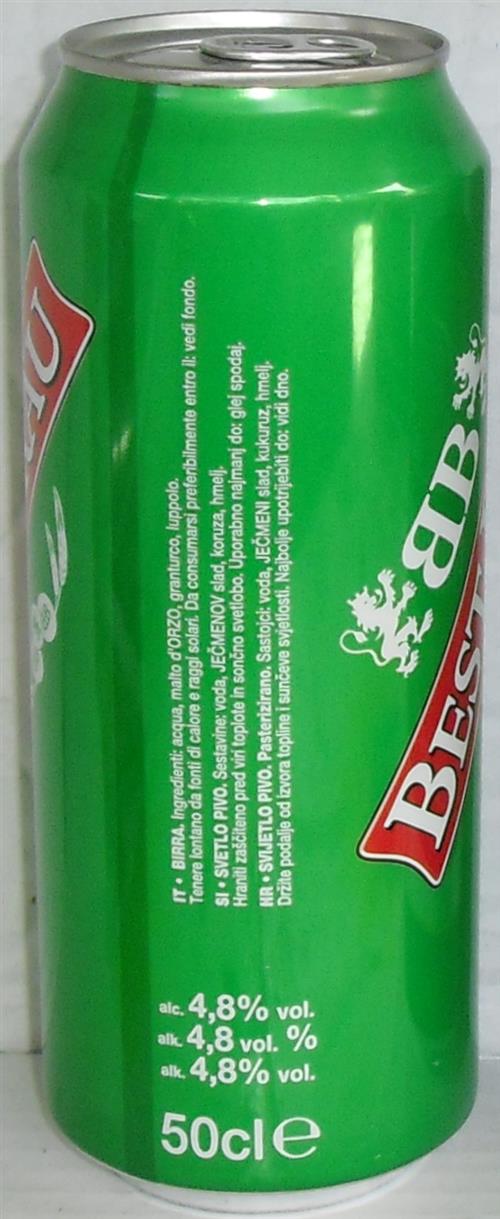 IT • BIRRA. Ingredienti: acqua, malto d'ORZO, granturco, luppolo.
Tenere lontano da fonti di calore e raggi solari. Da consumarsi preferibilmente entro il: vedi fondo.
SI • SVETLO PIVO. Sestavine: voda, JEČMENOV slad, koruza, hmelj.
Hraniti zaščiteno pred viri toplote in sončno svetlobo. Uporabno najmanj do: glej spodaj.
HR • SVIJETLO PIVO. Pasterizirano. Sastojci: voda, JEČMENI slad, kukuruz, hmelj.
Držite podalje od izvora topline i sunčeve svjetlosti. Najbolje upotrijebiti do: vidi dno.
alc. 4,8% vol.
alk. 4,8 vol. %
alk. 4,8% vol.
50cl e
BB
BEST
AU